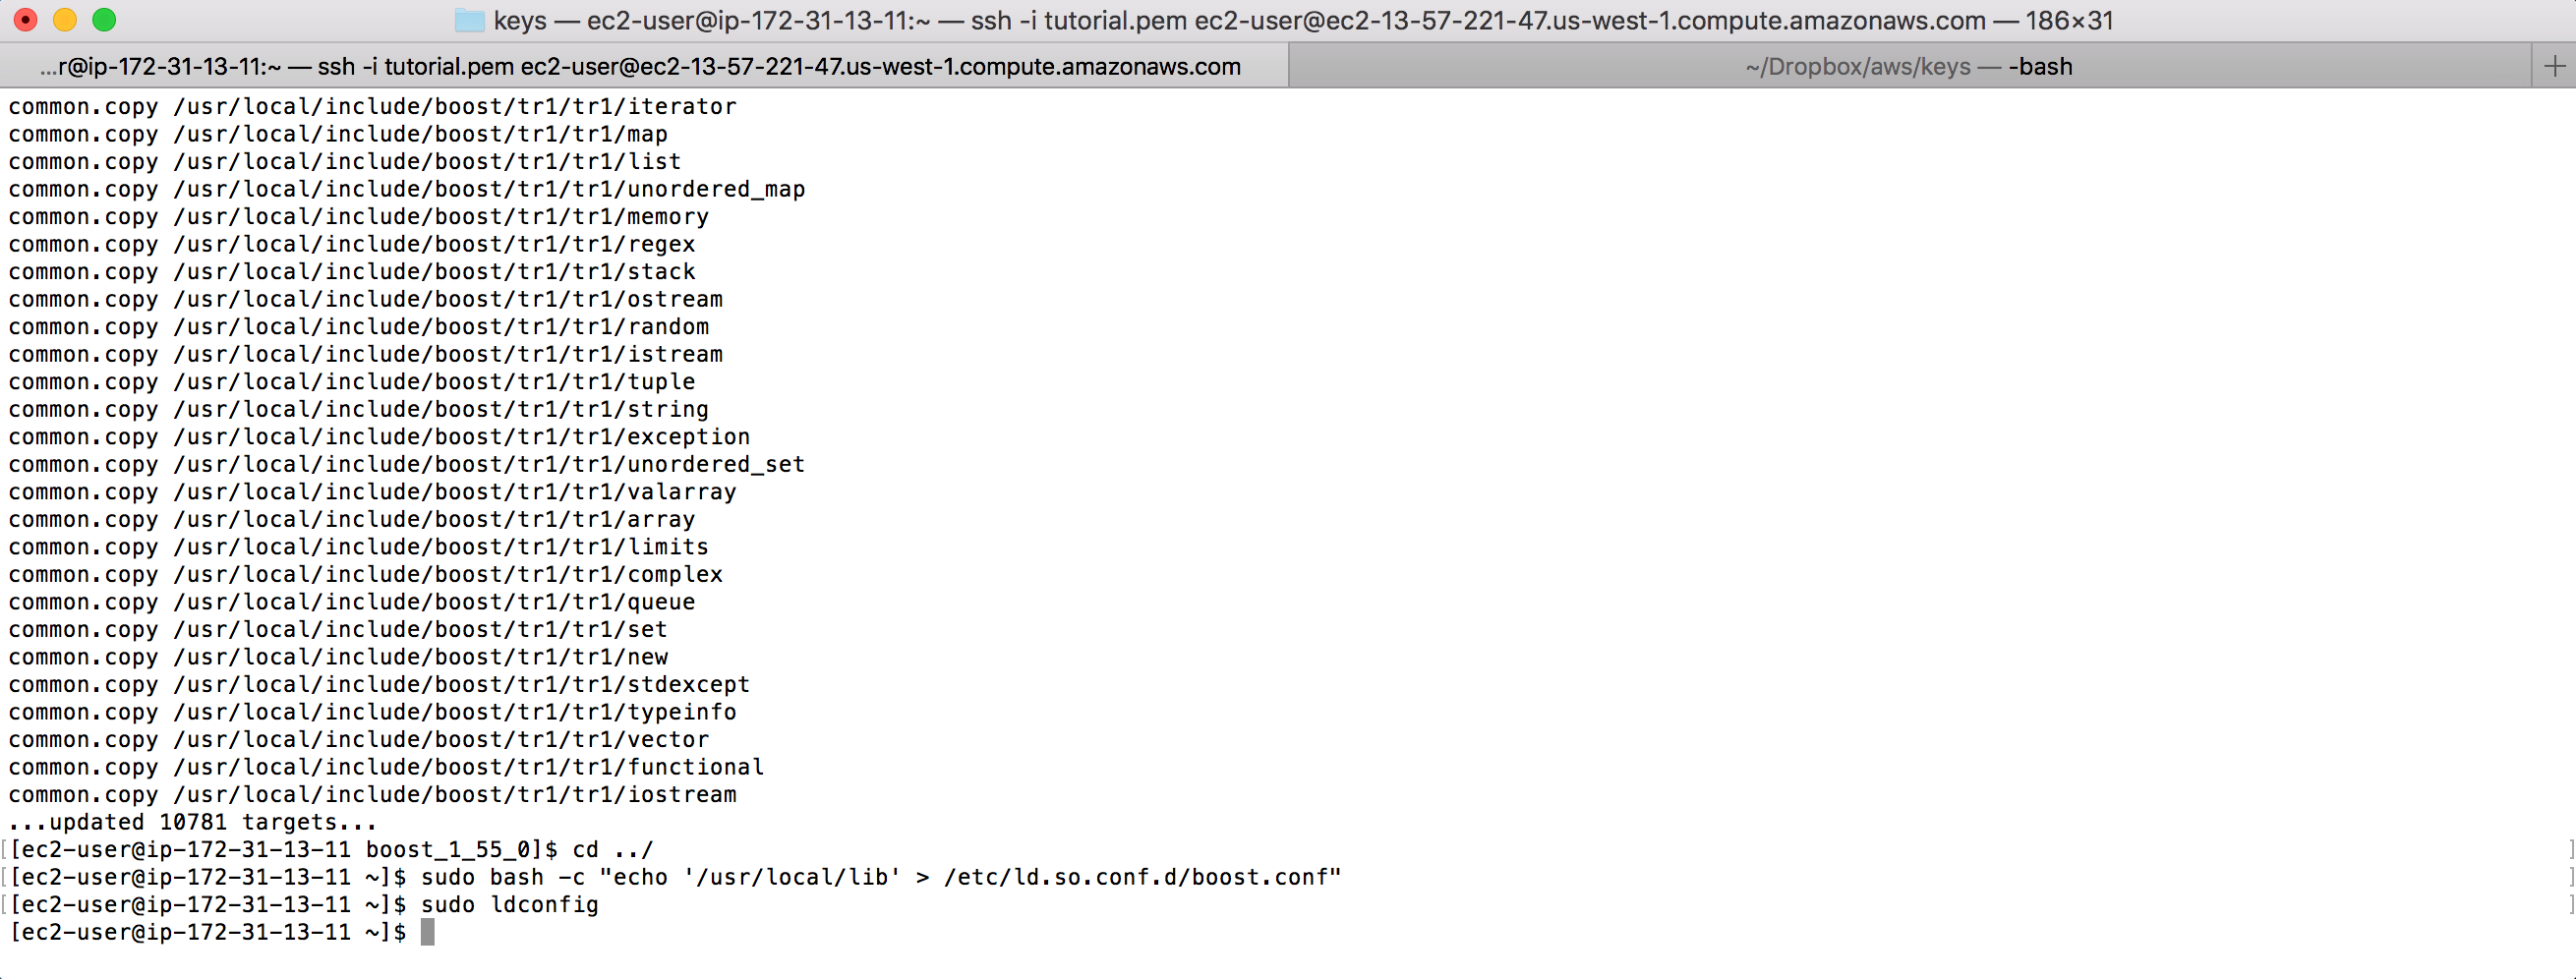 keys — ec2-user@ip-172-31-13-11:~ — ssh -i tutorial.pem ec2-user@ec2-13-57-221-47.us-west-1.compute.amazonaws.com — 186×31
...r@ip-172-31-13-11:~ — ssh -i tutorial.pem ec2-user@ec2-13-57-221-47.us-west-1.compute.amazonaws.com
~/Dropbox/aws/keys — -bash
common.copy /usr/local/include/boost/tr1/tr1/iterator
common.copy /usr/local/include/boost/tr1/tr1/map
common.copy /usr/local/include/boost/tr1/tr1/list
common.copy /usr/local/include/boost/tr1/tr1/unordered_map
common.copy /usr/local/include/boost/tr1/tr1/memory
common.copy /usr/local/include/boost/tr1/tr1/regex
common.copy /usr/local/include/boost/tr1/tr1/stack
common.copy /usr/local/include/boost/tr1/tr1/ostream
common.copy /usr/local/include/boost/tr1/tr1/random
common.copy /usr/local/include/boost/tr1/tr1/istream
common.copy /usr/local/include/boost/tr1/tr1/tuple
common.copy /usr/local/include/boost/tr1/tr1/string
common.copy /usr/local/include/boost/tr1/tr1/exception
common.copy /usr/local/include/boost/tr1/tr1/unordered_set
common.copy /usr/local/include/boost/tr1/tr1/valarray
common.copy /usr/local/include/boost/tr1/tr1/array
common.copy /usr/local/include/boost/tr1/tr1/limits
common.copy /usr/local/include/boost/tr1/tr1/complex
common.copy /usr/local/include/boost/tr1/tr1/queue
common.copy /usr/local/include/boost/tr1/tr1/set
common.copy /usr/local/include/boost/tr1/tr1/new
common.copy /usr/local/include/boost/tr1/tr1/stdexcept
common.copy /usr/local/include/boost/tr1/tr1/typeinfo
common.copy /usr/local/include/boost/tr1/tr1/vector
common.copy /usr/local/include/boost/tr1/tr1/functional
common.copy /usr/local/include/boost/tr1/tr1/iostream
...updated 10781 targets...
[[ec2-user@ip-172-31-13-11 boost_1_55_0]$ cd ../ ]
[[ec2-user@ip-172-31-13-11 ~]$ sudo bash -c "echo '/usr/local/lib' > /etc/ld.so.conf.d/boost.conf" ]
[[ec2-user@ip-172-31-13-11 ~]$ sudo ldconfig ]
[ec2-user@ip-172-31-13-11 ~]$